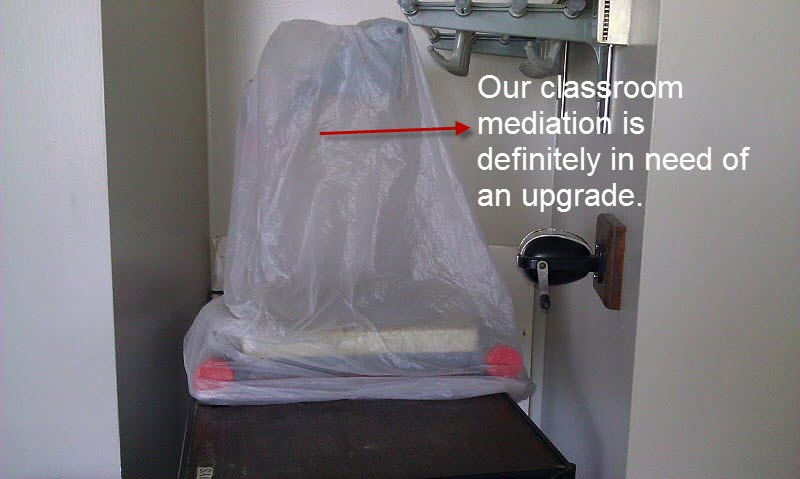 Our classroom
mediation is
definitely in need of
an upgrade.